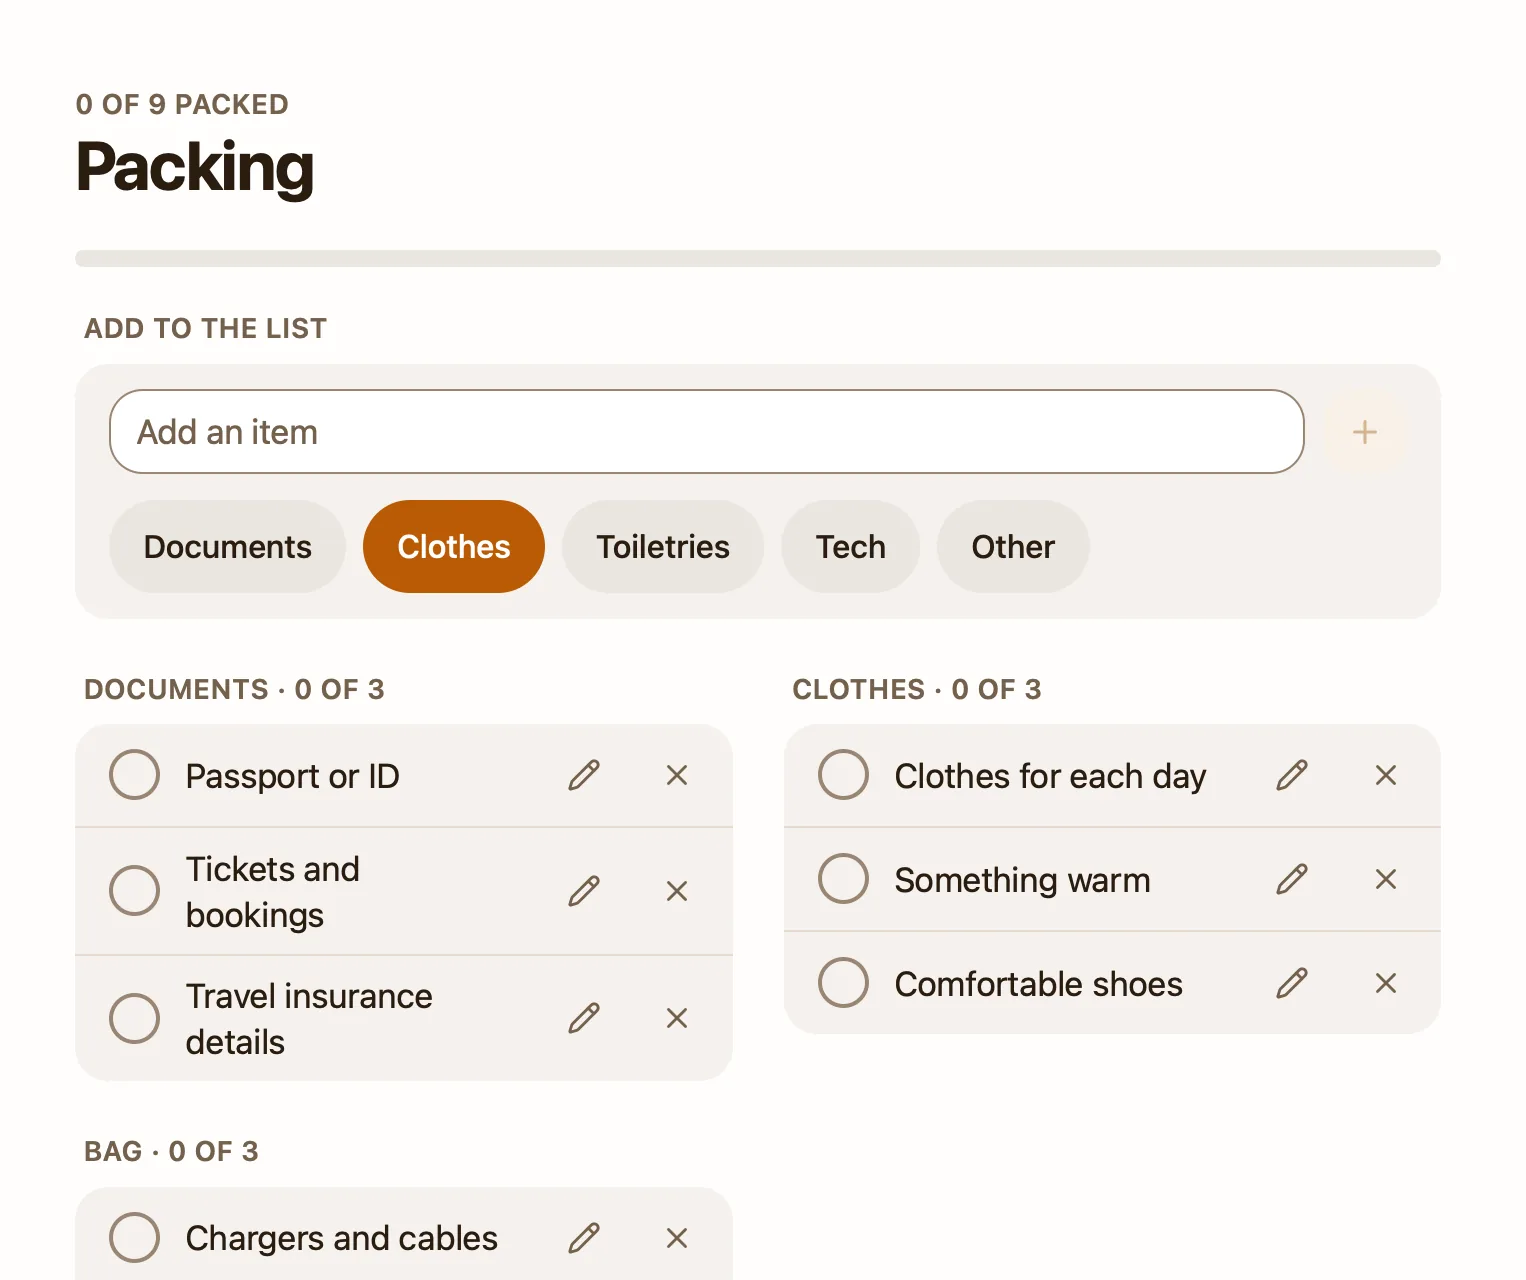 0 OF 9 PACKED
Packing
ADD TO THE LIST
Add an item
Documents
Clothes
Toiletries
Tech
Other
DOCUMENTS · 0 OF 3
Passport or ID
Tickets and
bookings
Travel insurance
details
CLOTHES · 0 OF 3
Clothes for each day
Something warm
Comfortable shoes
BAG · 0 OF 3
Chargers and cables